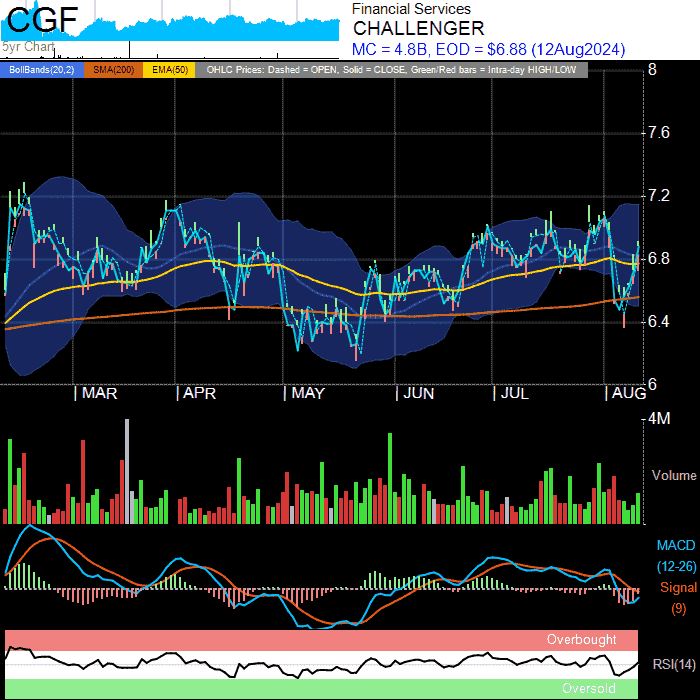 CGF
5yr Chart
Financial Services
CHALLENGER
MC = 4.8B, EOD = $6.88 (12Aug2024)
BollBands(20,2) SMA(200) EMA(50) OHLC Prices: Dashed = OPEN, Solid = CLOSE, Green/Red bars = Intra-day HIGH/LOW
8
7.6
7.2
6.8
6.4
6
MAR APR MAY JUN JUL AUG
4M
Volume
MACD
(12-26)
Signal
(9)
Overbought
RSI(14)
Oversold